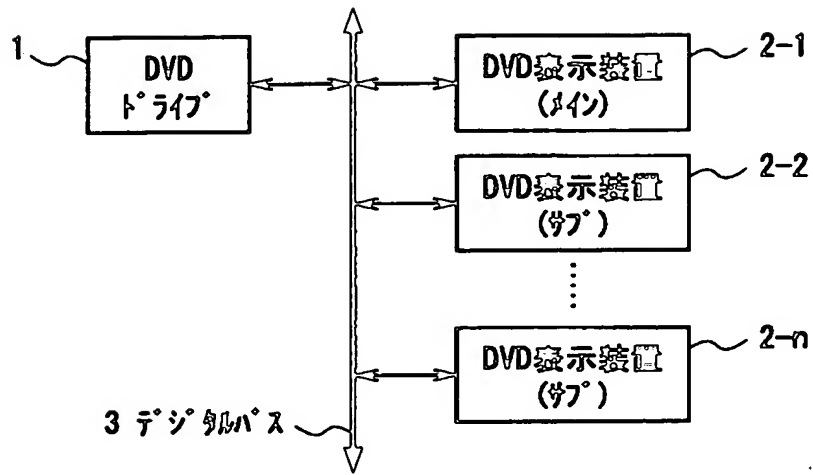 1
DVD
ドライブ
2-1
DVD表示装置
(メイン)
2-2
DVD表示装置
(サブ)
2-n
DVD表示装置
(サブ)
3 デジタルバス